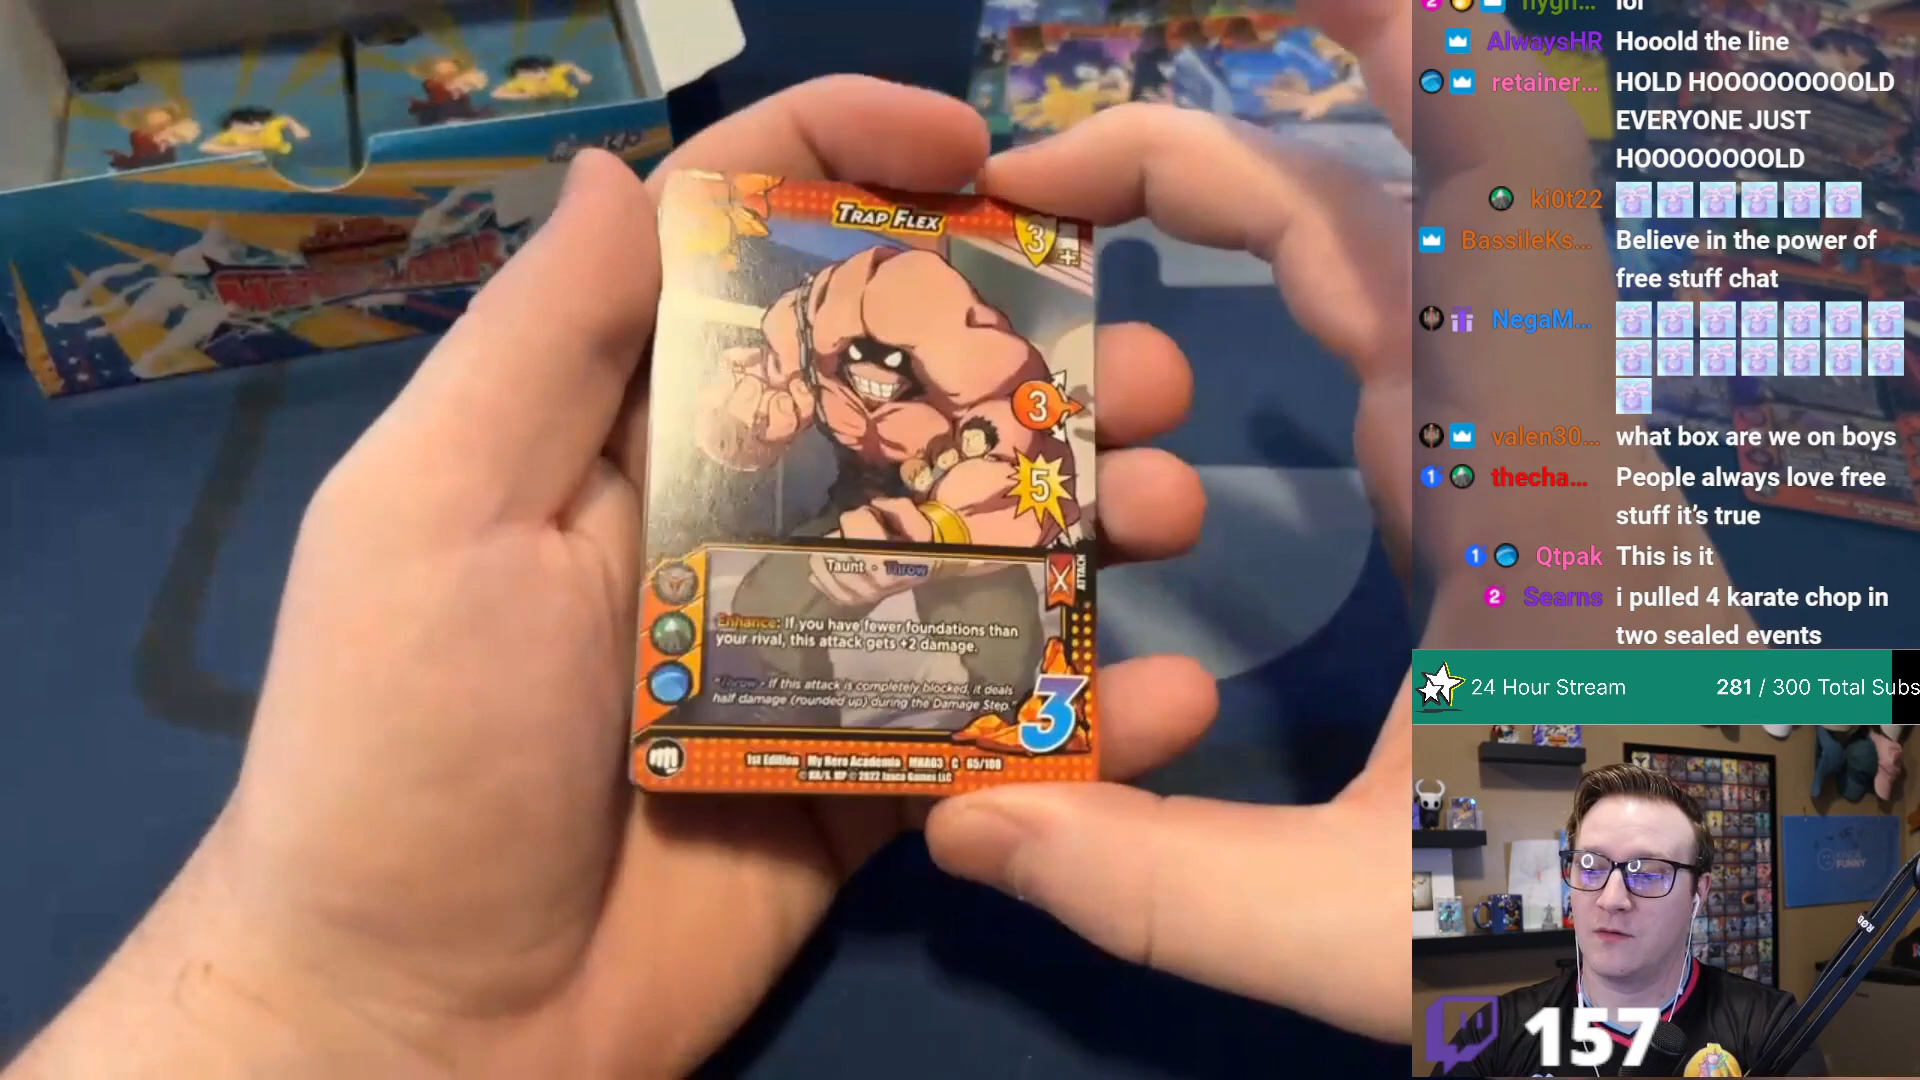 TRAP FLEX
3
+
3
5
Taunt • Throw
ATTACK
Enhance: If you have fewer foundations than
your rival, this attack gets +2 damage.
"Throw - If this attack is completely blocked, it deals
half damage (rounded up) during the Damage Step."
3
1st Edition My Hero Academia MHA03 C 65/108
© 2022 Jasco Games LLC
lol
AlwaysHR Hooold the line
retainer... HOLD HOOOOOOOOOLD
EVERYONE JUST
HOOOOOOOOLD
ki0t22
BassileKs... Believe in the power of
free stuff chat
NegaM...
valen30... what box are we on boys
thecha... People always love free
stuff it's true
Qtpak This is it
Searns i pulled 4 karate chop in
two sealed events
24 Hour Stream 281 / 300 Total Subs
FUNNY
157